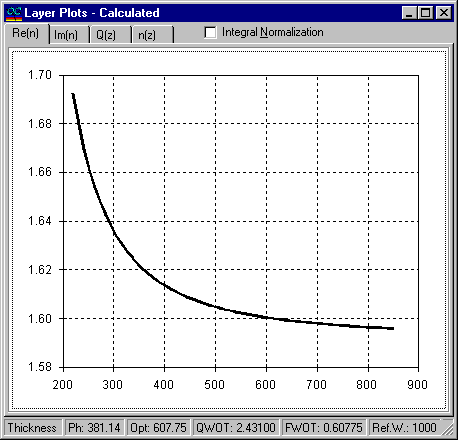 Layer Plots - Calculated
Re(n) Im(n) Q(z) n(z) Integral Normalization
1.70
1.68
1.66
1.64
1.62
1.60
1.58
200 300 400 500 600 700 800 900
Thickness Ph: 381.14 Opt: 607.75 QWOT: 2.43100 FWOT: 0.60775 Ref.W.: 1000